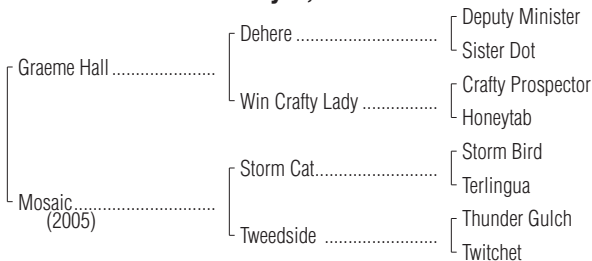 Deputy Minister
Dehere ........................................
Sister Dot
Graeme Hall .............................
Crafty Prospector
Win Crafty Lady .....................
Honeytab
Storm Bird
Storm Cat...................................
Terlingua
Mosaic.......................................
(2005)
Thunder Gulch
Tweedside ................................
Twitchet